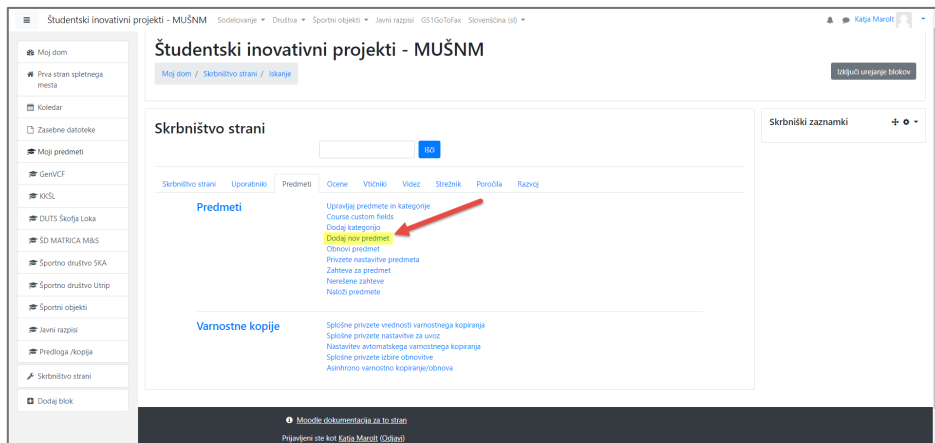 Študentski inovativni projekti - MUŠNM Sodelovanje Društva Športni objekti Javni razpisi GS1GoToFax Slovenščina (sl) Katja Marolt
Moj dom
Prva stran spletnega
mesta
Koledar
Zasebne datoteke
Moji predmeti
GenVCF
KKŠL
DUTS Škofja Loka
ŠD MATRICA M&S
Športno društvo 5KA
Športno društvo Utrip
Športni objekti
Javni razpisi
Predloga /kopija
Skrbništvo strani
Dodaj blok
Študentski inovativni projekti - MUŠNM
Moj dom / Skrbništvo strani / Iskanje
Izključi urejanje blokov
Skrbništvo strani
Išči
Skrbništvo strani Uporabniki Predmeti Ocene Vtičniki Videz Strežnik Poročila Razvoj
Predmeti
Upravljaj predmete in kategorije
Course custom fields
Dodaj kategorijo
Dodaj nov predmet
Obnovi predmet
Privzete nastavitve predmeta
Zahteva za predmet
Nerešene zahteve
Naloži predmete
Varnostne kopije
Splošne privzete vrednosti varnostnega kopiranja
Splošne privzete nastavitve za uvoz
Nastavitev avtomatskega varnostnega kopiranja
Splošne privzete izbire obnovitve
Asinhrono varnostno kopiranje/obnova
Skrbniški zaznamki
Moodle dokumentacija za to stran
Prijavljeni ste kot Katja Marolt (Odjavi)